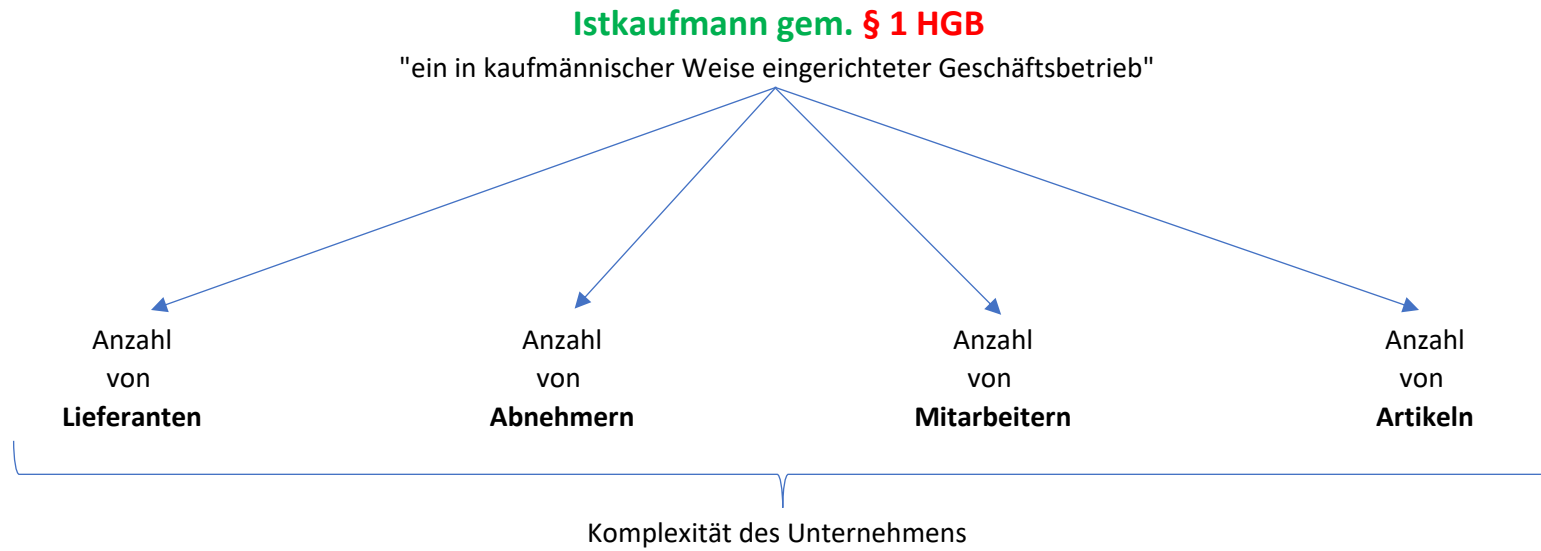 Istkaufmann gem. § 1 HGB
"ein in kaufmännischer Weise eingerichteter Geschäftsbetrieb"
Anzahl
von
Lieferanten
Anzahl
von
Abnehmern
Anzahl
von
Mitarbeitern
Anzahl
von
Artikeln
Komplexität des Unternehmens